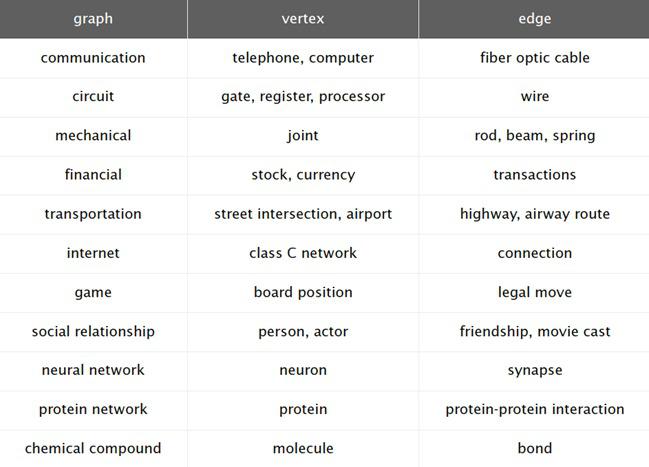 graph vertex edge
communication telephone, computer fiber optic cable
circuit gate, register, processor wire
mechanical joint rod, beam, spring
financial stock, currency transactions
transportation street intersection, airport highway, airway route
internet class C network connection
game board position legal move
social relationship person, actor friendship, movie cast
neural network neuron synapse
protein network protein protein-protein interaction
chemical compound molecule bond